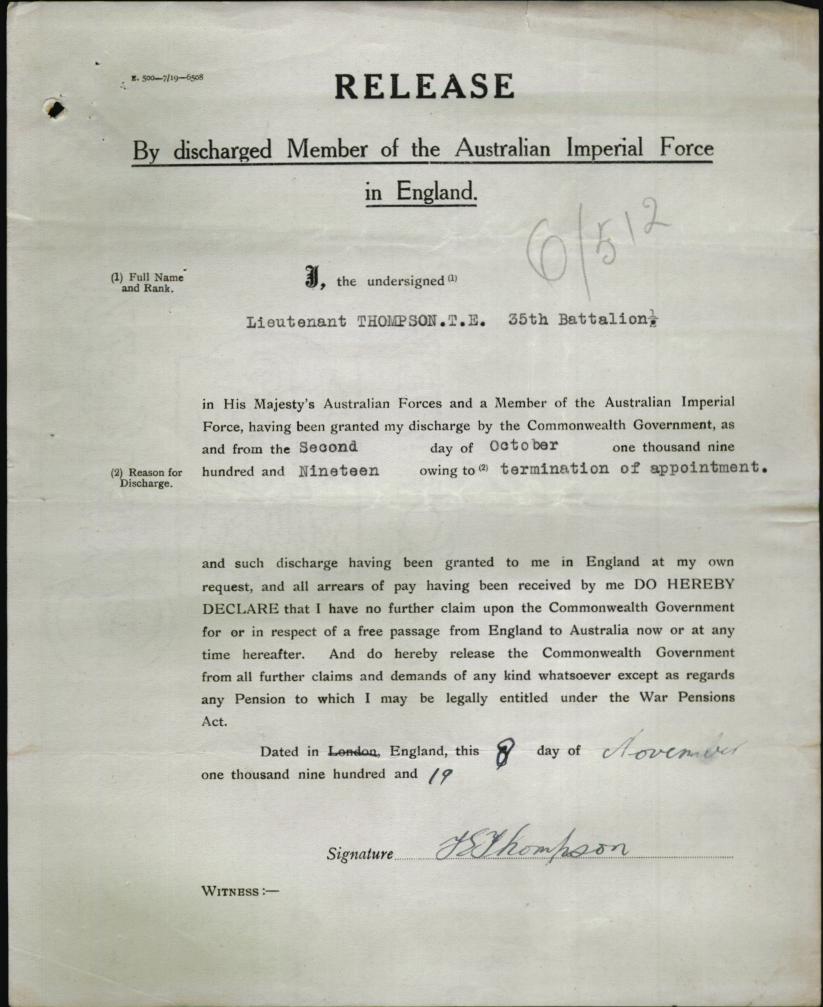 E. 500—7/19—6508
RELEASE
By discharged Member of the Australian Imperial Force
in England.
6/512
(1) Full Name
and Rank.
I, the undersigned (1)
Lieutenant THOMPSON.T.E. 35th Battalion
in His Majesty's Australian Forces and a Member of the Australian Imperial
Force, having been granted my discharge by the Commonwealth Government, as
and from the Second day of October one thousand nine
(2) Reason for
Discharge.
hundred and Nineteen owing to (2) termination of appointment.
and such discharge having been granted to me in England at my own
request, and all arrears of pay having been received by me DO HEREBY
DECLARE that I have no further claim upon the Commonwealth Government
for or in respect of a free passage from England to Australia now or at any
time hereafter. And do hereby release the Commonwealth Government
from all further claims and demands of any kind whatsoever except as regards
any Pension to which I may be legally entitled under the War Pensions
Act.
Dated in London, England, this 8 day of November
one thousand nine hundred and 19
Signature TEThompson
WITNESS :—